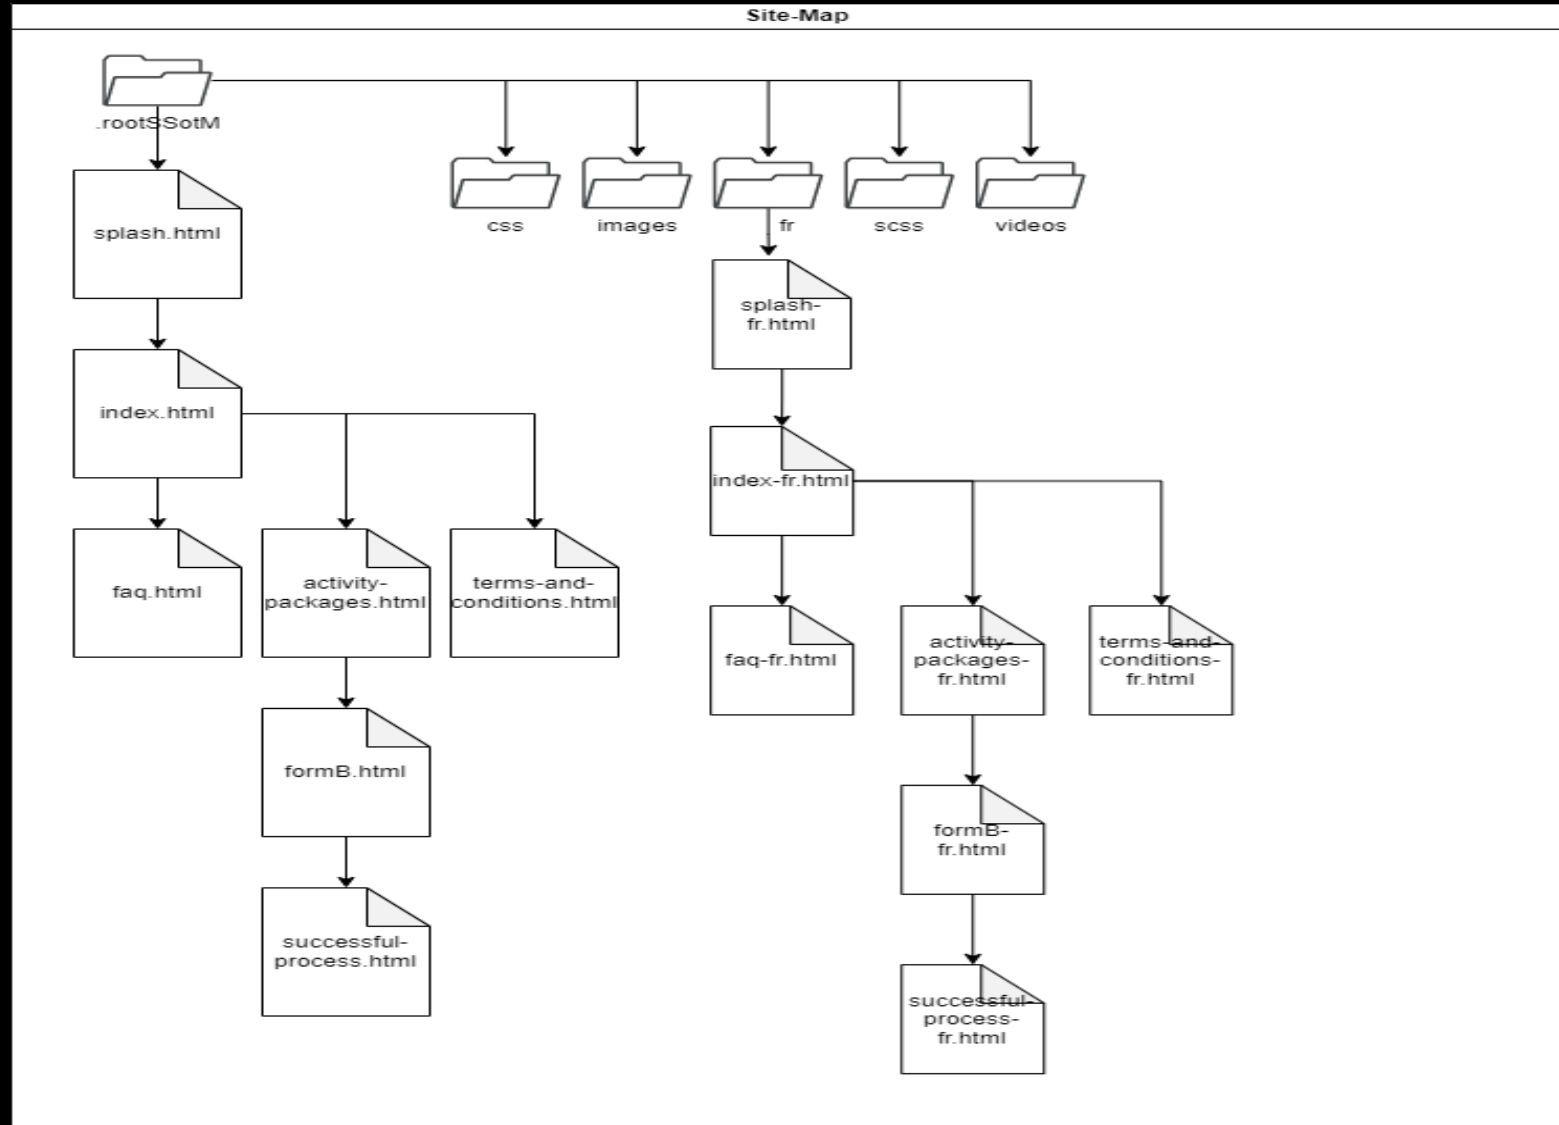 Site-Map
.rootSSotM
splash.html
index.html
faq.html
activity-
packages.html
terms-and-
conditions.html
formB.html
successful-
process.html
css
images
fr
scss
videos
splash-
fr.html
index-fr.html
faq-fr.html
activity-
packages-
fr.html
terms-and-
conditions-
fr.html
formB-
fr.html
successful-
process-
fr.html